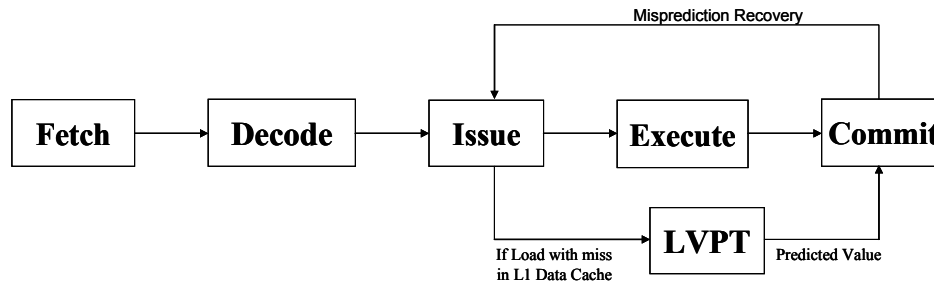 Misprediction Recovery
Fetch
Decode
Issue
Execute
Commit
LVPT
If Load with miss
in L1 Data Cache
Predicted Value